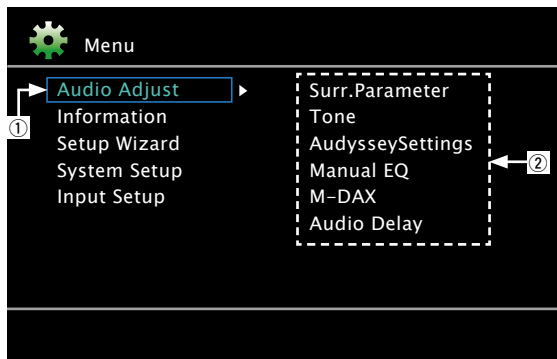 Menu
① Audio Adjust
Information
Setup Wizard
System Setup
Input Setup
Surr.Parameter
Tone
AudysseySettings
Manual EQ
M-DAX
Audio Delay
②